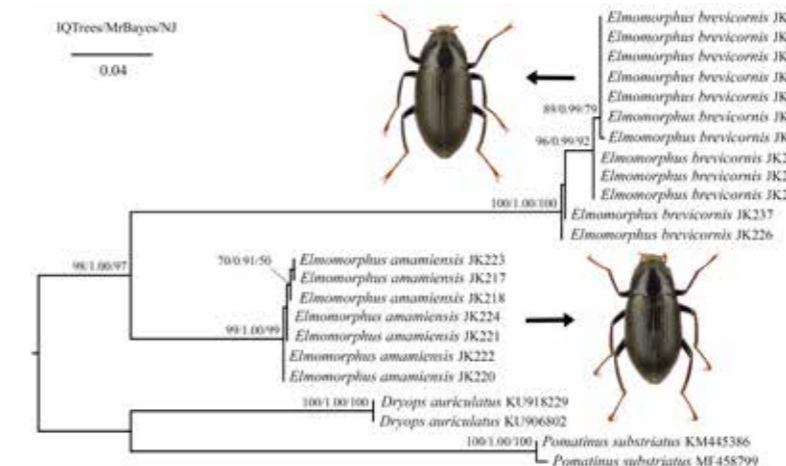 IQTrees/MrBayes/NJ
0.04
Elmomorphus brevicornis
Elmomorphus brevicornis
Elmomorphus brevicornis
Elmomorphus brevicornis
Elmomorphus brevicornis
Elmomorphus brevicornis
89/0.99/79
Elmomorphus brevicornis
96/0.99/92
Elmomorphus brevicornis
Elmomorphus brevicornis
Elmomorphus brevicornis
100/1.00/100
Elmomorphus brevicornis JK237
Elmomorphus brevicornis JK226
98/1.00/97
70/0.91/50
Elmomorphus amamiensis JK223
Elmomorphus amamiensis JK217
Elmomorphus amamiensis JK218
Elmomorphus amamiensis JK224
99/1.00/99
Elmomorphus amamiensis JK221
Elmomorphus amamiensis JK222
Elmomorphus amamiensis JK220
100/1.00/100
Dryops auriculatus KU918229
Dryops auriculatus KU906802
100/1.00/100
Pomatinus substriatus KM445386
Pomatinus substriatus MF458799